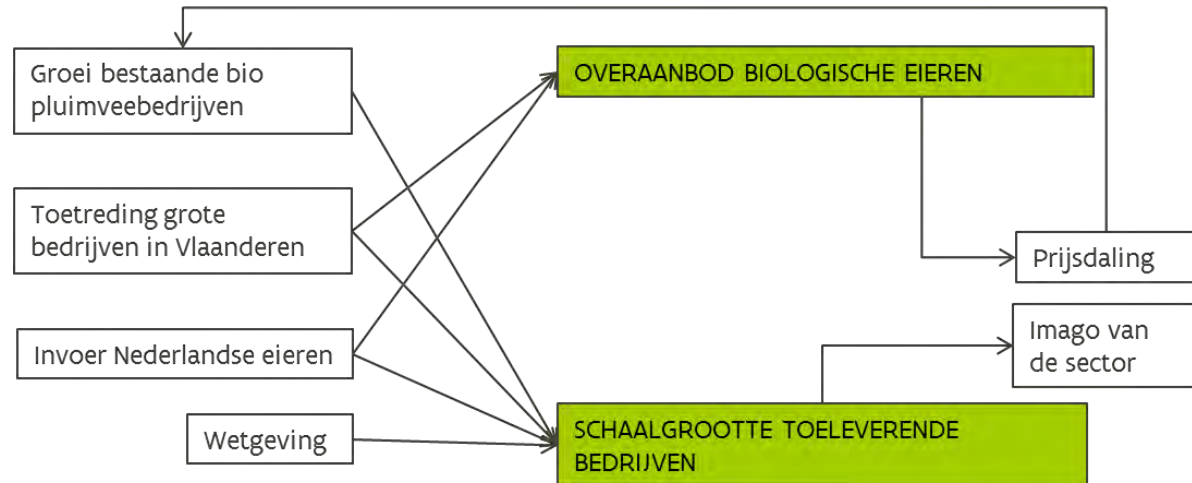 Groei bestaande bio
pluimveebedrijven
OVERAANBOD BIOLOGISCHE EIEREN
Toetreding grote
bedrijven in Vlaanderen
Prijsdaling
Invoer Nederlandse eieren
Imago van
de sector
Wetgeving
SCHAALGROOTTE TOELEVERENDE
BEDRIJVEN